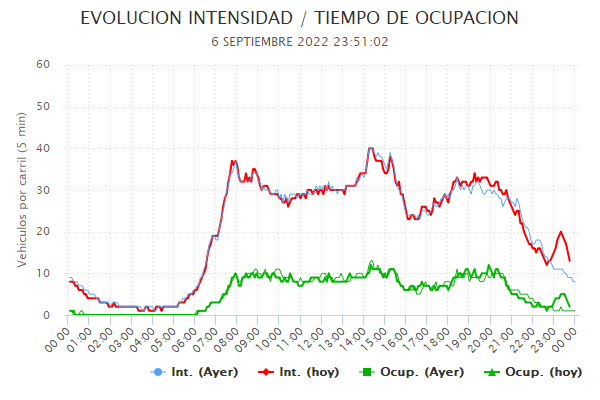 EVOLUCION INTENSIDAD / TIEMPO DE OCUPACION
6 SEPTIEMBRE 2022 23:51:02
Vehiculos por carril (5 min)
60
50
40
30
20
10
0
00:00 01:00 02:00 03:00 04:00 05:00 06:00 07:00 08:00 09:00 10:00 11:00 12:00 13:00 14:00 15:00 16:00 17:00 18:00 19:00 20:00 21:00 22:00 23:00 00:00
Int. (Ayer) Int. (hoy) Ocup. (Ayer) Ocup. (hoy)